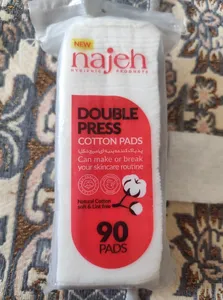 NEW
najeh
HYGIENIC PRODUCTS
DOUBLE
PRESS
COTTON PADS
Can make or break
your skincare routine
Natural Cotton
Soft & Lint Free
90
PADS